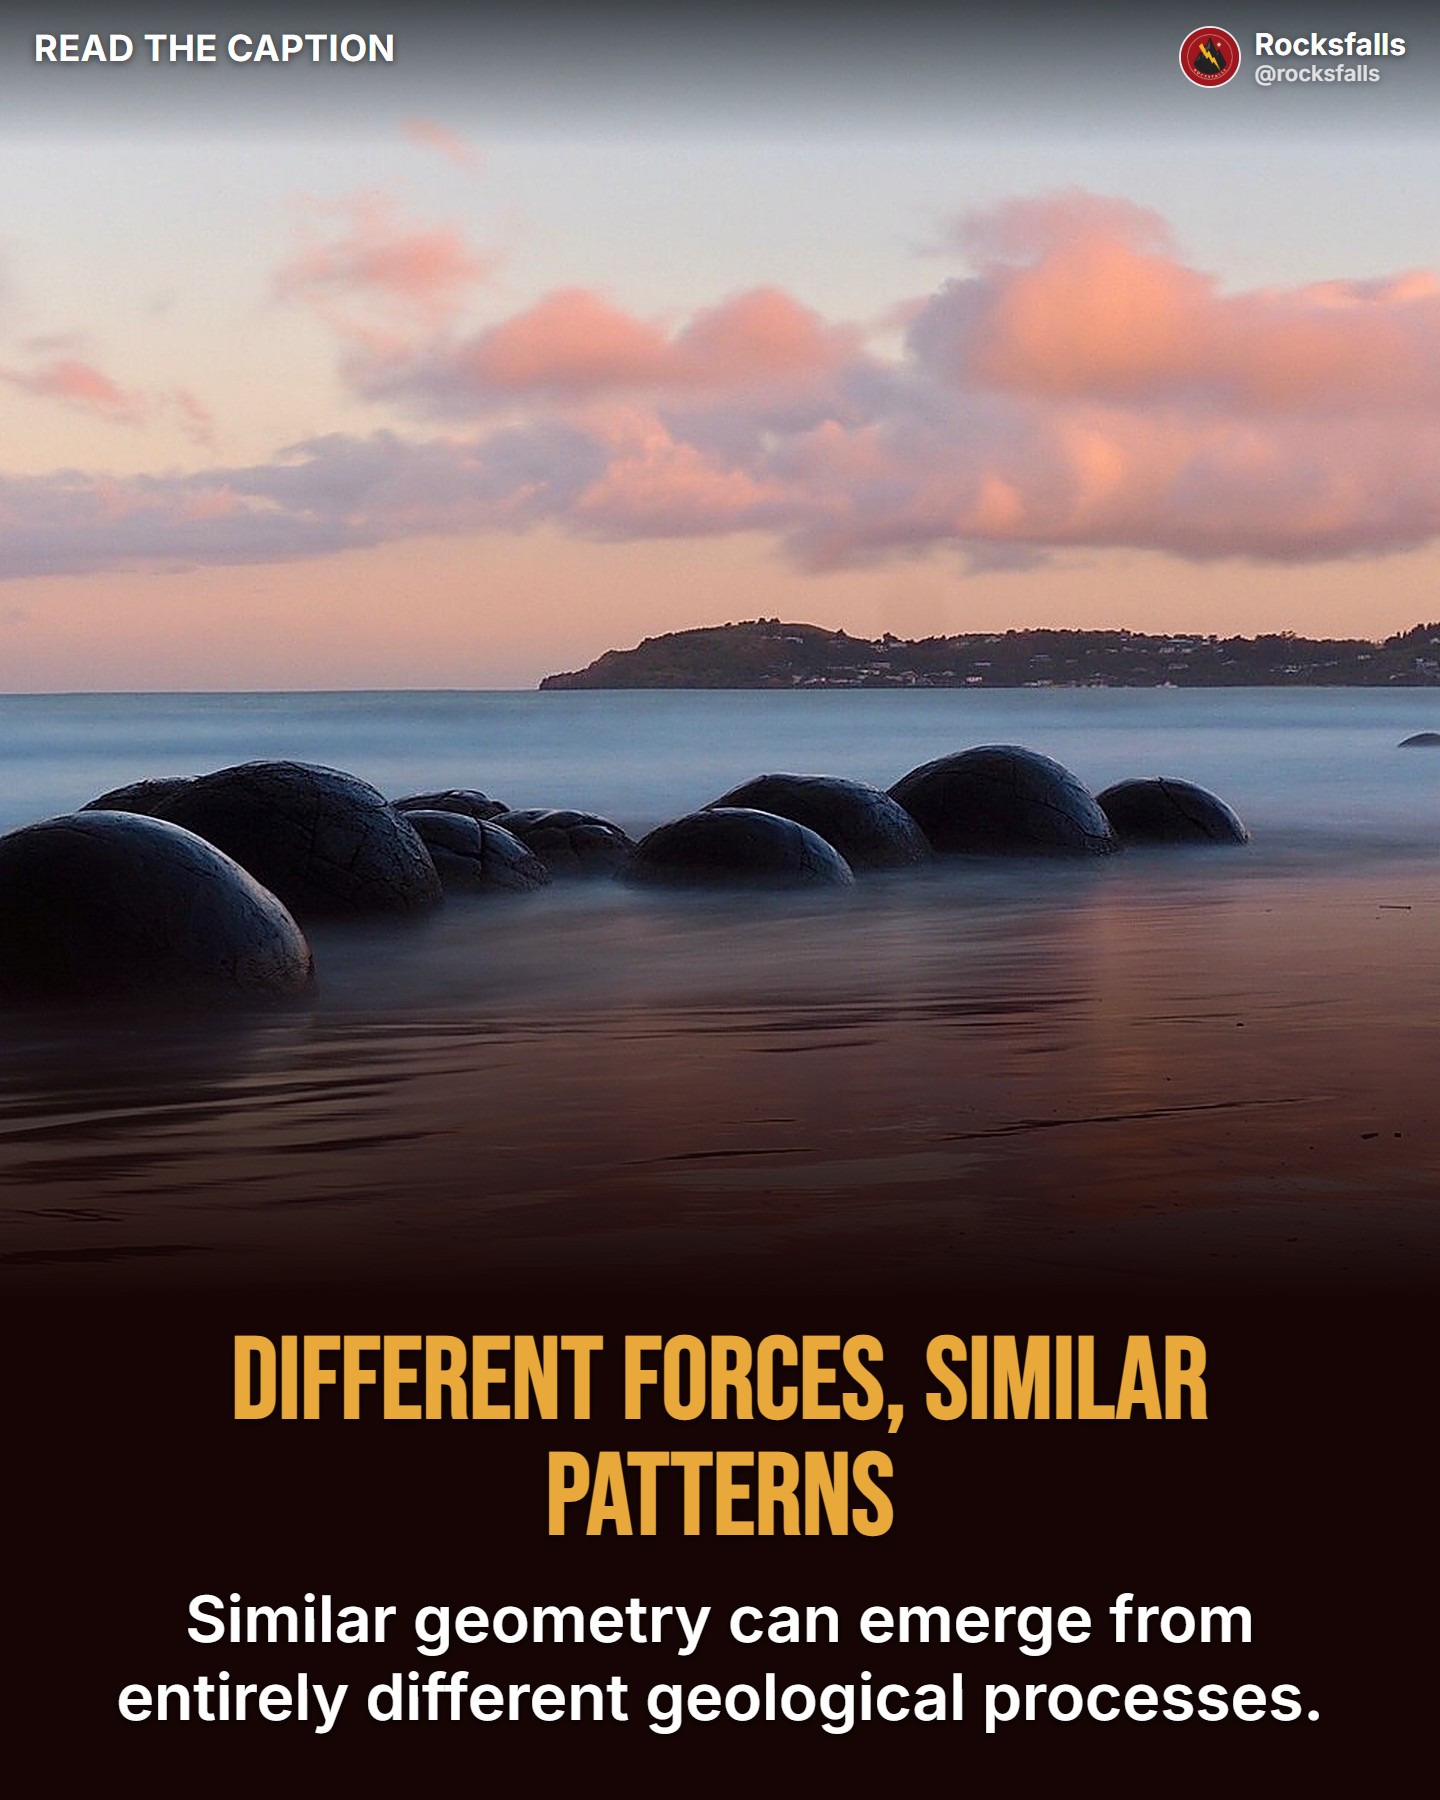 READ THE CAPTION
Rocksfalls
@rocksfalls
DIFFERENT FORCES, SIMILAR
PATTERNS
Similar geometry can emerge from
entirely different geological processes.